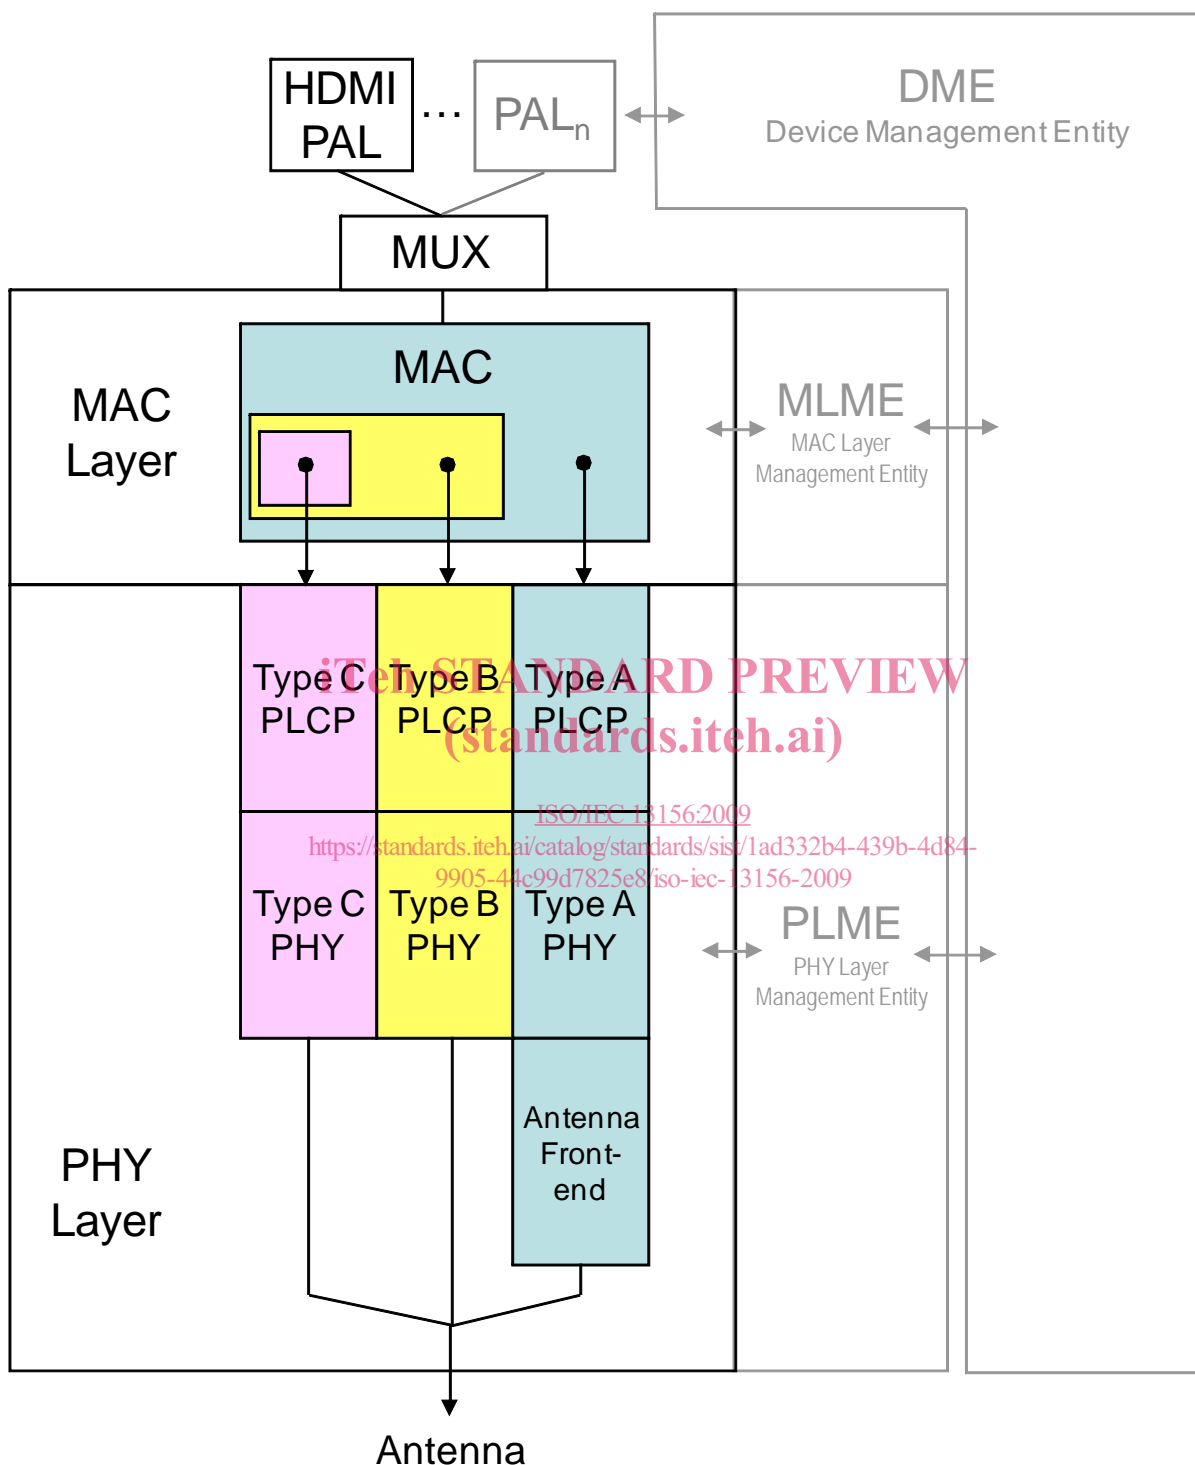 HDMI
PAL
...
PALn
DME
Device Management Entity
MUX
MAC
Layer
MAC
MLME
MAC Layer
Management Entity
Type C
PLCP
Type B
PLCP
Type A
PLCP
iTeh STANDARD PREVIEW
(standards.iteh.ai)
ISO/IEC 13156:2009
https://standards.iteh.ai/catalog/standards/sist/1ad332b4-439b-4d84-
9905-44c99d7825e8/iso-iec-13156-2009
Type C
PHY
Type B
PHY
Type A
PHY
PLME
PHY Layer
Management Entity
Antenna
Front-
end
PHY
Layer
Antenna